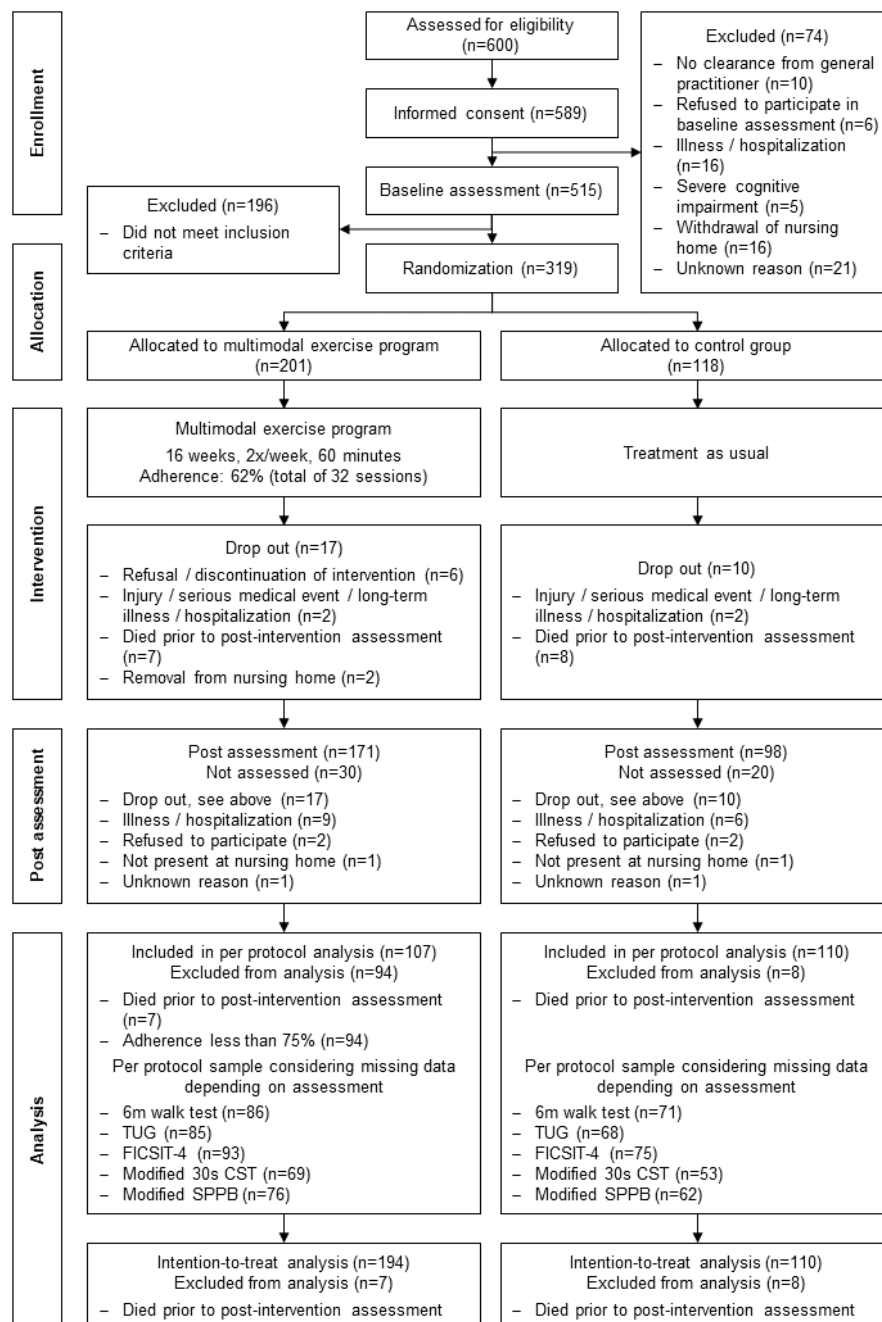 Enrollment
Assessed for eligibility
(n=600)
Informed consent (n=589)
Baseline assessment (n=515)
Excluded (n=74)
– No clearance from general
practitioner (n=10)
– Refused to participate in
baseline assessment (n=6)
– Illness / hospitalization
(n=16)
– Severe cognitive
impairment (n=5)
– Withdrawal of nursing
home (n=16)
– Unknown reason (n=21)
Excluded (n=196)
– Did not meet inclusion
criteria
Randomization (n=319)
Allocation
Allocated to multimodal exercise program
(n=201)
Allocated to control group
(n=118)
Intervention
Multimodal exercise program
16 weeks, 2x/week, 60 minutes
Adherence: 62% (total of 32 sessions)
Treatment as usual
Drop out (n=17)
– Refusal / discontinuation of intervention (n=6)
– Injury / serious medical event / long-term
illness / hospitalization (n=2)
– Died prior to post-intervention assessment
(n=7)
– Removal from nursing home (n=2)
Drop out (n=10)
– Injury / serious medical event / long-term
illness / hospitalization (n=2)
– Died prior to post-intervention assessment
(n=8)
Post assessment
Post assessment (n=171)
Not assessed (n=30)
– Drop out, see above (n=17)
– Illness / hospitalization (n=9)
– Refused to participate (n=2)
– Not present at nursing home (n=1)
– Unknown reason (n=1)
Post assessment (n=98)
Not assessed (n=20)
– Drop out, see above (n=10)
– Illness / hospitalization (n=6)
– Refused to participate (n=2)
– Not present at nursing home (n=1)
– Unknown reason (n=1)
Analysis
Included in per protocol analysis (n=107)
Excluded from analysis (n=94)
– Died prior to post-intervention assessment
(n=7)
– Adherence less than 75% (n=94)
Per protocol sample considering missing data
depending on assessment
– 6m walk test (n=86)
– TUG (n=85)
– FICSIT-4 (n=93)
– Modified 30s CST (n=69)
– Modified SPPB (n=76)
Included in per protocol analysis (n=110)
Excluded from analysis (n=8)
– Died prior to post-intervention assessment
Per protocol sample considering missing data
depending on assessment
– 6m walk test (n=71)
– TUG (n=68)
– FICSIT-4 (n=75)
– Modified 30s CST (n=53)
– Modified SPPB (n=62)
Intention-to-treat analysis (n=194)
Excluded from analysis (n=7)
– Died prior to post-intervention assessment
Intention-to-treat analysis (n=110)
Excluded from analysis (n=8)
– Died prior to post-intervention assessment